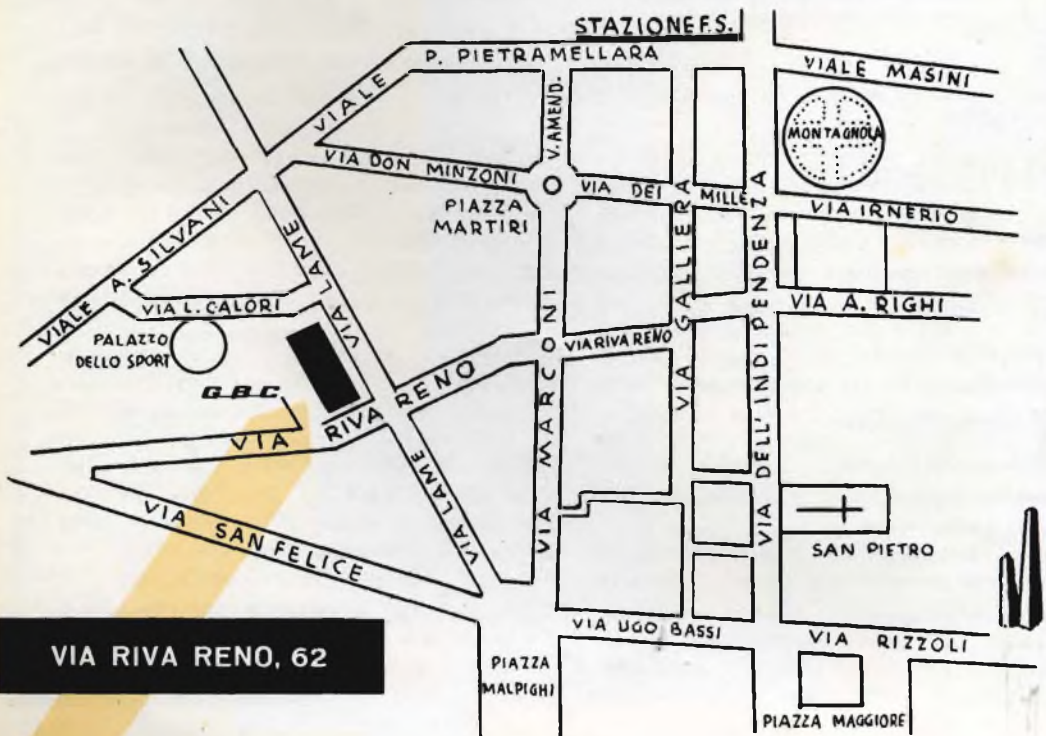 STAZIONE F.S.
P. PIETRAMELLARA
VIALE
VIALE MASINI
V. AMEND.
MONTAGNOLA
VIA DON MINZONI
VIA DEI MILLE
PIAZZA
MARTIRI
VIA IRNERIO
VIALE A. SILVANI
VIA LAME
VIA GALLIERA
VIA DELL'INDIPENDENZA
VIA L. CALORI
VIA A. RIGHI
PALAZZO
DELLO SPORT
VIA RIVA RENO
VIA MARCONI
GBC
VIA RIVA RENO
VIA LAME
VIA SAN FELICE
SAN PIETRO
VIA UGO BASSI
VIA RIZZOLI
VIA RIVA RENO, 62
PIAZZA
MALPIGHI
PIAZZA MAGGIORE